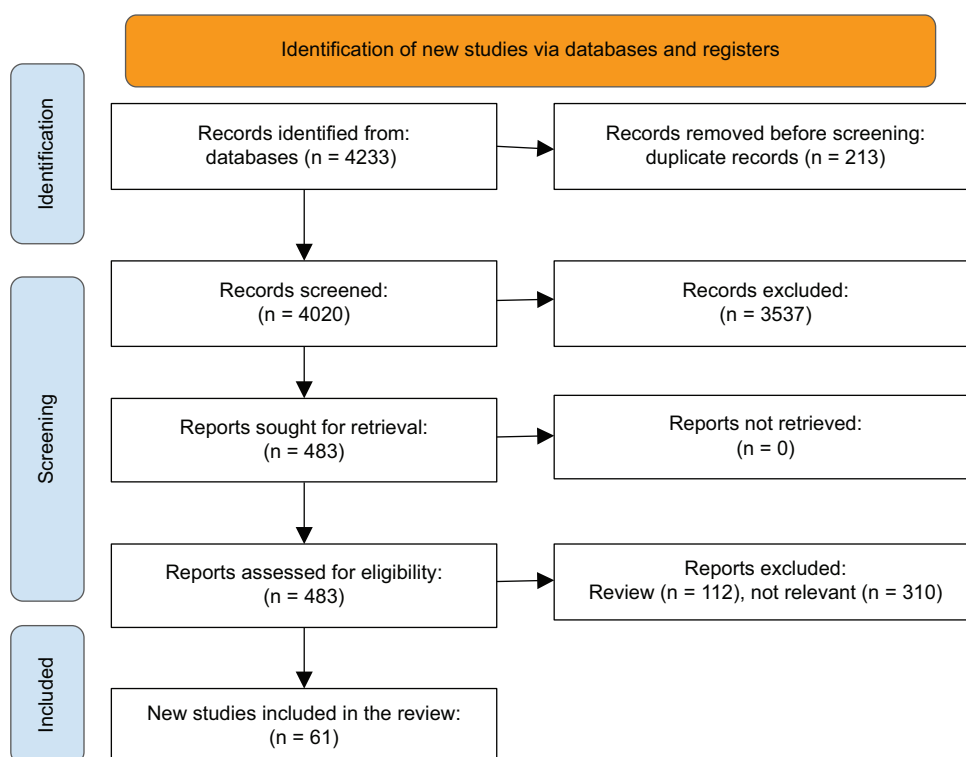 Identification of new studies via databases and registers
Identification
Records identified from:
databases (n = 4233)
Records removed before screening:
duplicate records (n = 213)
Screening
Records screened:
(n = 4020)
Records excluded:
(n = 3537)
Reports sought for retrieval:
(n = 483)
Reports not retrieved:
(n = 0)
Reports assessed for eligibility:
(n = 483)
Reports excluded:
Review (n = 112), not relevant (n = 310)
Included
New studies included in the review:
(n = 61)